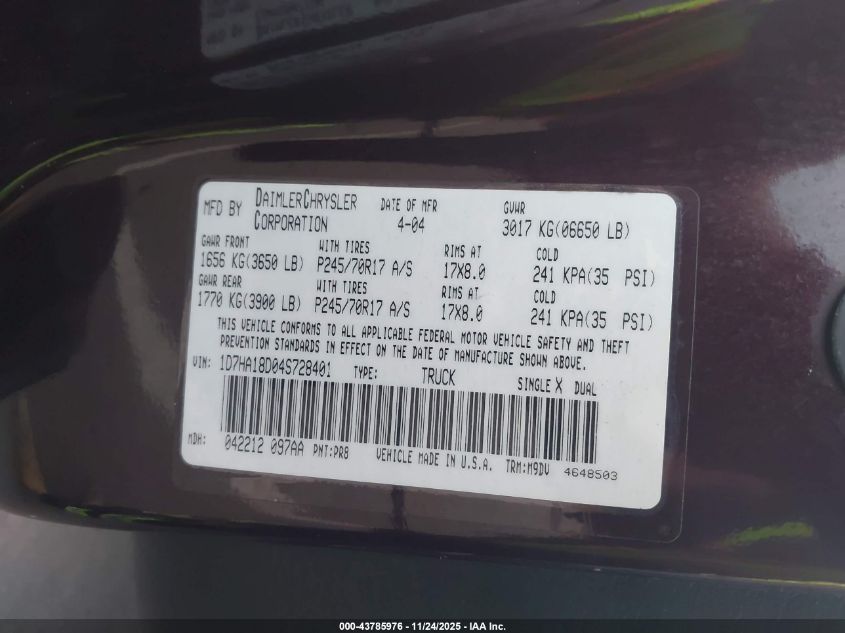 MFD BY DAIMLERCHRYSLER CORPORATION DATE OF MFR 4-04 GVWR 3017 KG(06650 LB)
GAWR FRONT WITH TIRES RIMS AT COLD
1656 KG(3650 LB) P245/70R17 A/S 17X8.0 241 KPA(35 PSI)
GAWR REAR WITH TIRES RIMS AT COLD
1770 KG(3900 LB) P245/70R17 A/S 17X8.0 241 KPA(35 PSI)
THIS VEHICLE CONFORMS TO ALL APPLICABLE FEDERAL MOTOR VEHICLE SAFETY AND THEFT
PREVENTION STANDARDS IN EFFECT ON THE DATE OF MANUFACTURE SHOWN ABOVE.
VIN: 1D7HA18D04S728401 TYPE: TRUCK SINGLE X DUAL
MDH: 042212 097AA PNT:PR8 VEHICLE MADE IN U.S.A. TRM:M9DV 4648503
000-43785976 - 11/24/2025 - IAA Inc.